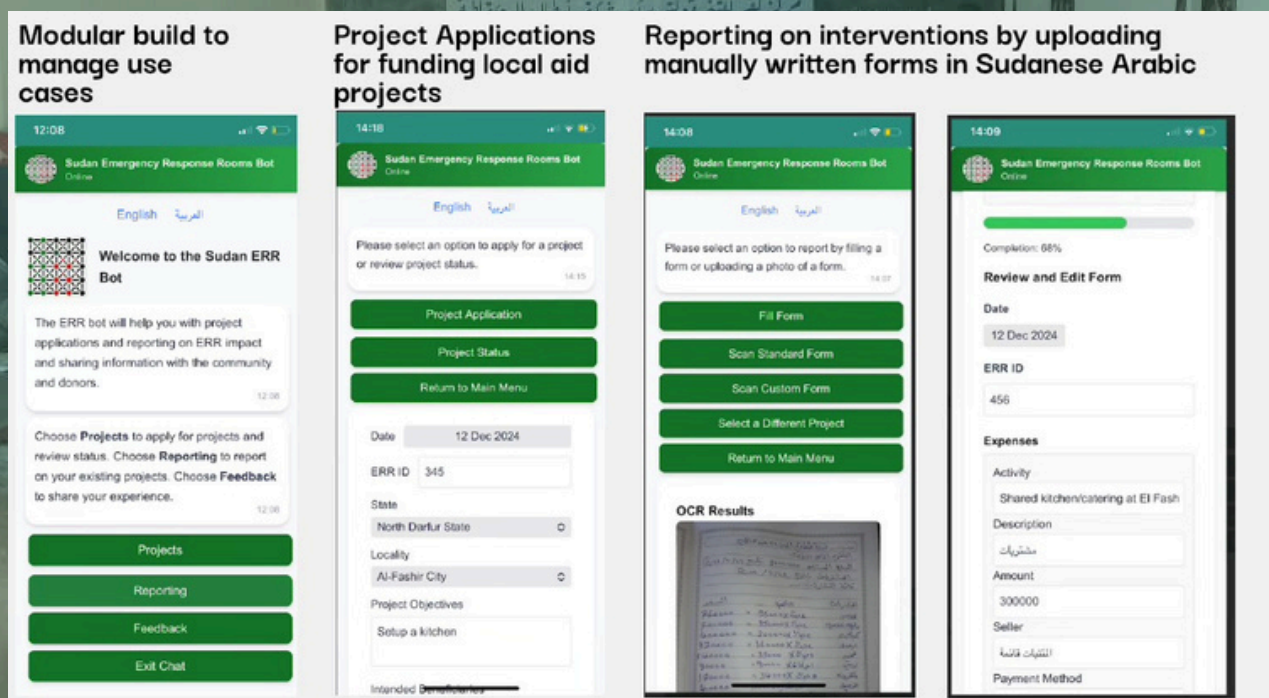 Modular build to
manage use
cases
12:08
Sudan Emergency Response Rooms Bot
Online
English العربية
Welcome to the Sudan ERR
Bot
The ERR bot will help you with project
applications and reporting on ERR impact
and sharing information with the community
and donors.
12:08
Choose Projects to apply for projects and
review status. Choose Reporting to report
on your existing projects. Choose Feedback
to share your experience.
12:08
Projects
Reporting
Feedback
Exit Chat
Project Applications
for funding local aid
projects
14:18
Sudan Emergency Response Rooms Bot
Online
English العربية
Please select an option to apply for a project
or review project status.
14:15
Project Application
Project Status
Return to Main Menu
Date 12 Dec 2024
ERR ID 345
State
North Darfur State
Locality
Al-Fashir City
Project Objectives
Setup a kitchen
Intended Beneficiaries
Reporting on interventions by uploading
manually written forms in Sudanese Arabic
14:08
Sudan Emergency Response Rooms Bot
Online
English العربية
Please select an option to report by filling a
form or uploading a photo of a form.
14:07
Fill Form
Scan Standard Form
Scan Custom Form
Select a Different Project
Return to Main Menu
OCR Results
14:09
Sudan Emergency Response Rooms Bot
Online
Completion: 68%
Review and Edit Form
Date
12 Dec 2024
ERR ID
456
Expenses
Activity
Shared kitchen/catering at El Fash
Description
مشتريات
Amount
300000
Seller
قائمة
Payment Method